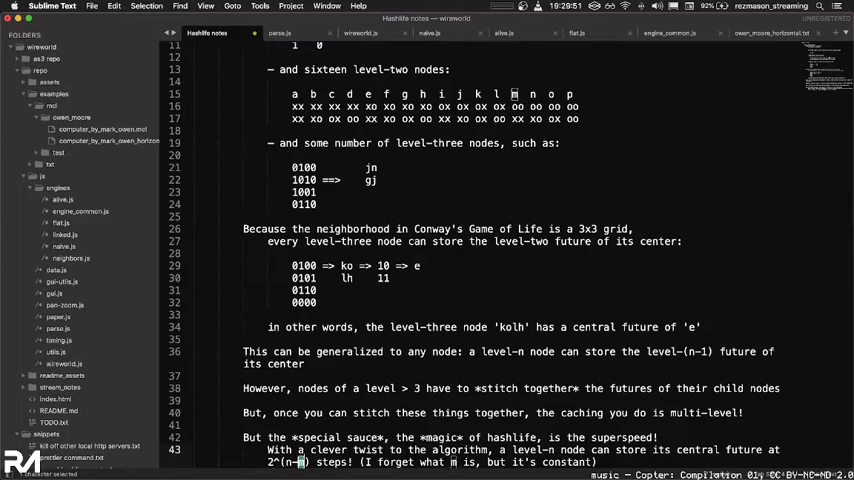 Sublime Text File Edit Selection Find View Goto Tools Project Window Help 19:29:51 rezmason_streaming
Hashlife notes — wireworld
UNREGISTERED
FOLDERS
wireworld
as3 repo
repo
assets
examples
mcl
owen_moore
computer_by_mark_owen.mcl
computer_by_mark_owen_horizon
test
txt
js
engines
alive.js
engine_common.js
flat.js
linked.js
naive.js
neighbors.js
data.js
gui-utils.js
gui.js
pan-zoom.js
paper.js
parse.js
timing.js
utils.js
wireworld.js
readme_assets
stream_notes
index.html
README.md
TODO.txt
snippets
kill off other local http servers.txt
prettier command.txt
1 character selected
Hashlife notes parse.js wireworld.js naive.js alive.js flat.js engine_common.js owen_moore_horizontal.txt
11
12 1 0
13 — and sixteen level-two nodes:
14
15 a b c d e f g h i j k l m n o p
16 xx xx xx xx xo xo xo xo ox ox ox ox oo oo oo oo
17 xx xo ox oo xx xo ox oo xx xo ox oo xx xo ox oo
18
19 — and some number of level-three nodes, such as:
20
21 0100 jn
22 1010 ==> gj
23 1001
24 0110
25
26 Because the neighborhood in Conway's Game of Life is a 3x3 grid,
27 every level-three node can store the level-two future of its center:
28
29 0100 => ko => 10 => e
30 0101 lh 11
31 0110
32 0000
33
34 in other words, the level-three node 'kolh' has a central future of 'e'
35
36 This can be generalized to any node: a level-n node can store the level-(n-1) future of
its center
37
38 However, nodes of a level > 3 have to *stitch together* the futures of their child nodes
39
40 But, once you can stitch these things together, the caching you do is multi-level!
41
42 But the *special sauce*, the *magic* of hashlife, is the superspeed!
43 With a clever twist to the algorithm, a level-n node can store its central future at
2^(n-m) steps! (I forget what m is, but it's constant)
RM
music — Copter: Compilation 01: CC BY-NC-ND 2.0